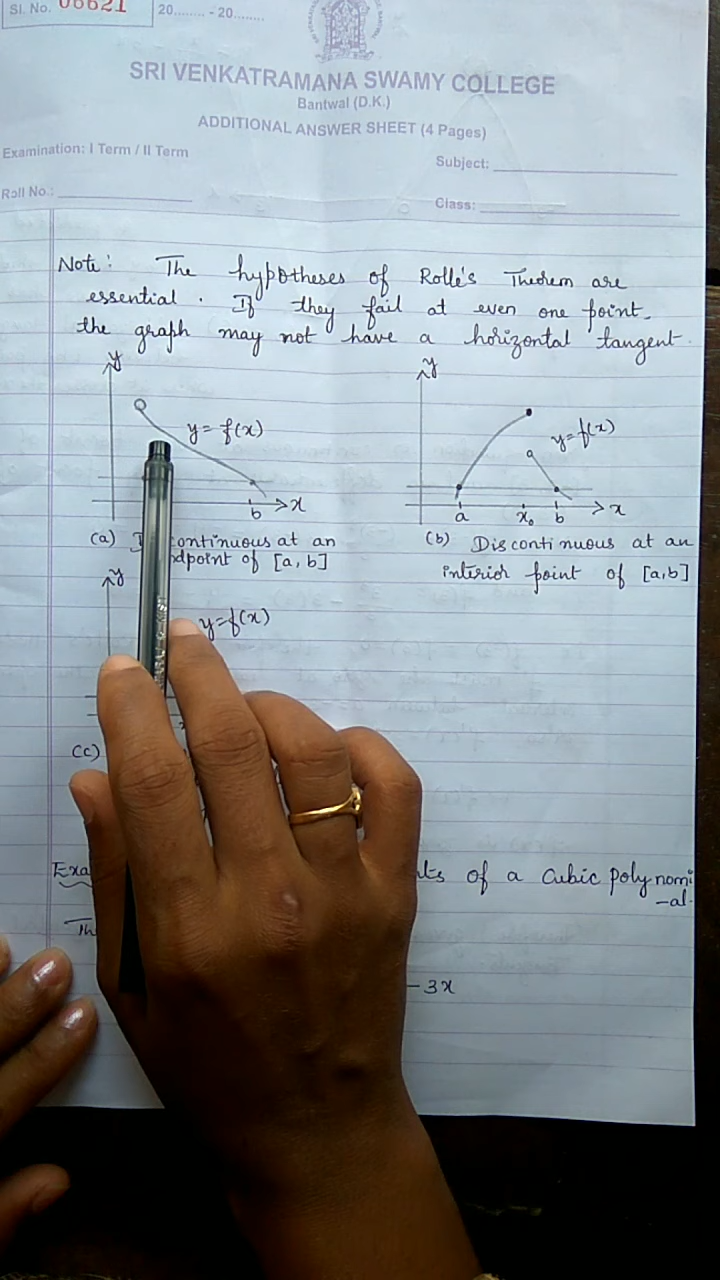 Sl. No. 06621
20........ - 20........
SRI VENKATRAMANA SWAMY COLLEGE
Bantwal (D.K.)
ADDITIONAL ANSWER SHEET (4 Pages)
Examination: I Term / II Term
Subject:
Roll No.:
Class:
Note: The hypotheses of Rolle's Theorem are
essential. If they fail at even one point.
the graph may not have a horizontal tangent.
y
y = f(x)
b
x
y
y=f(x)
a
x₀
b
x
(a)
continuous at an
dpoint of [a, b]
(b) Discontinuous at an
interior point of [a,b]
y
y=f(x)
(c)
Exa
of a Cubic polynomi
-al.
Th
- 3x